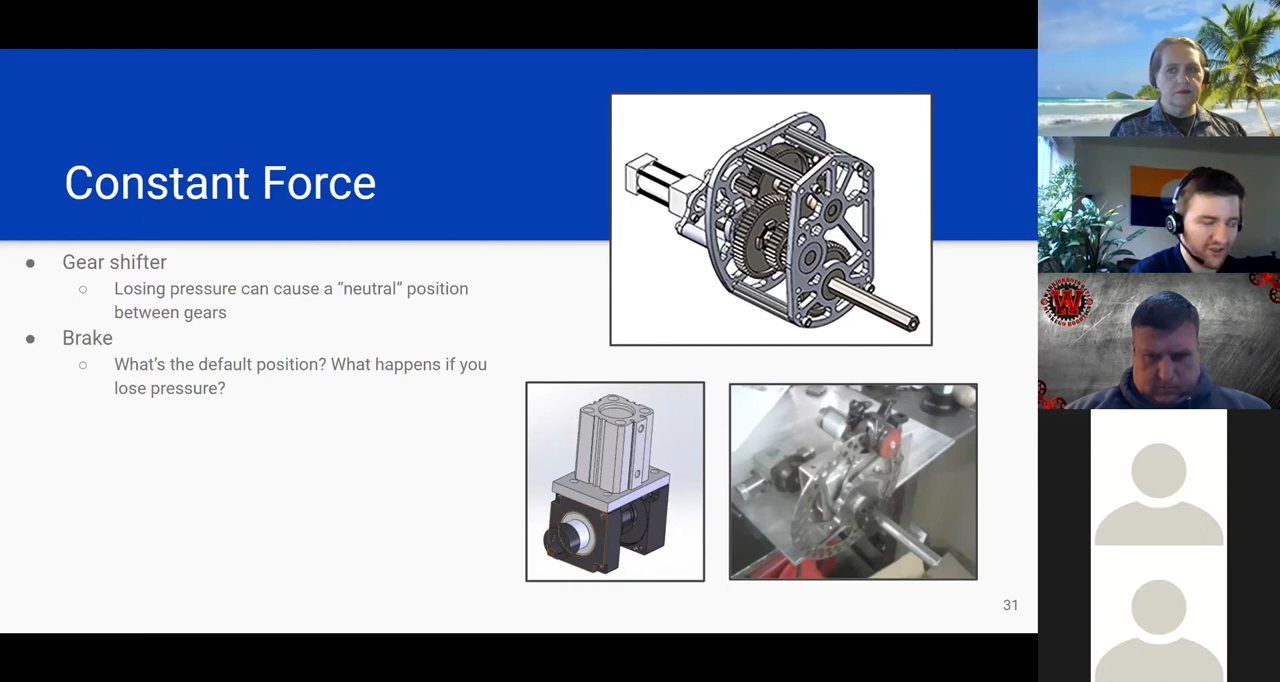 Constant Force
● Gear shifter
○ Losing pressure can cause a “neutral” position
between gears
● Brake
○ What’s the default position? What happens if you
lose pressure?
31
W